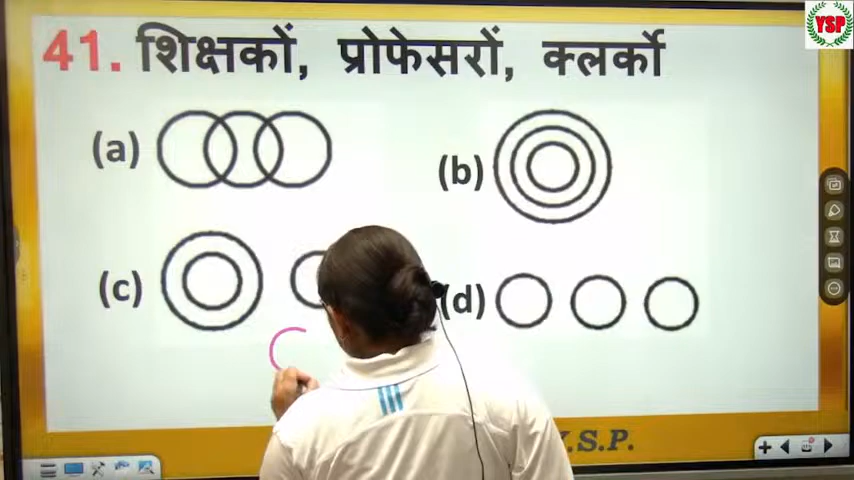 YSP
41. शिक्षकों, प्रोफेसरों, क्लर्को
(a)
(b)
(c)
(d)
Y.S.P.